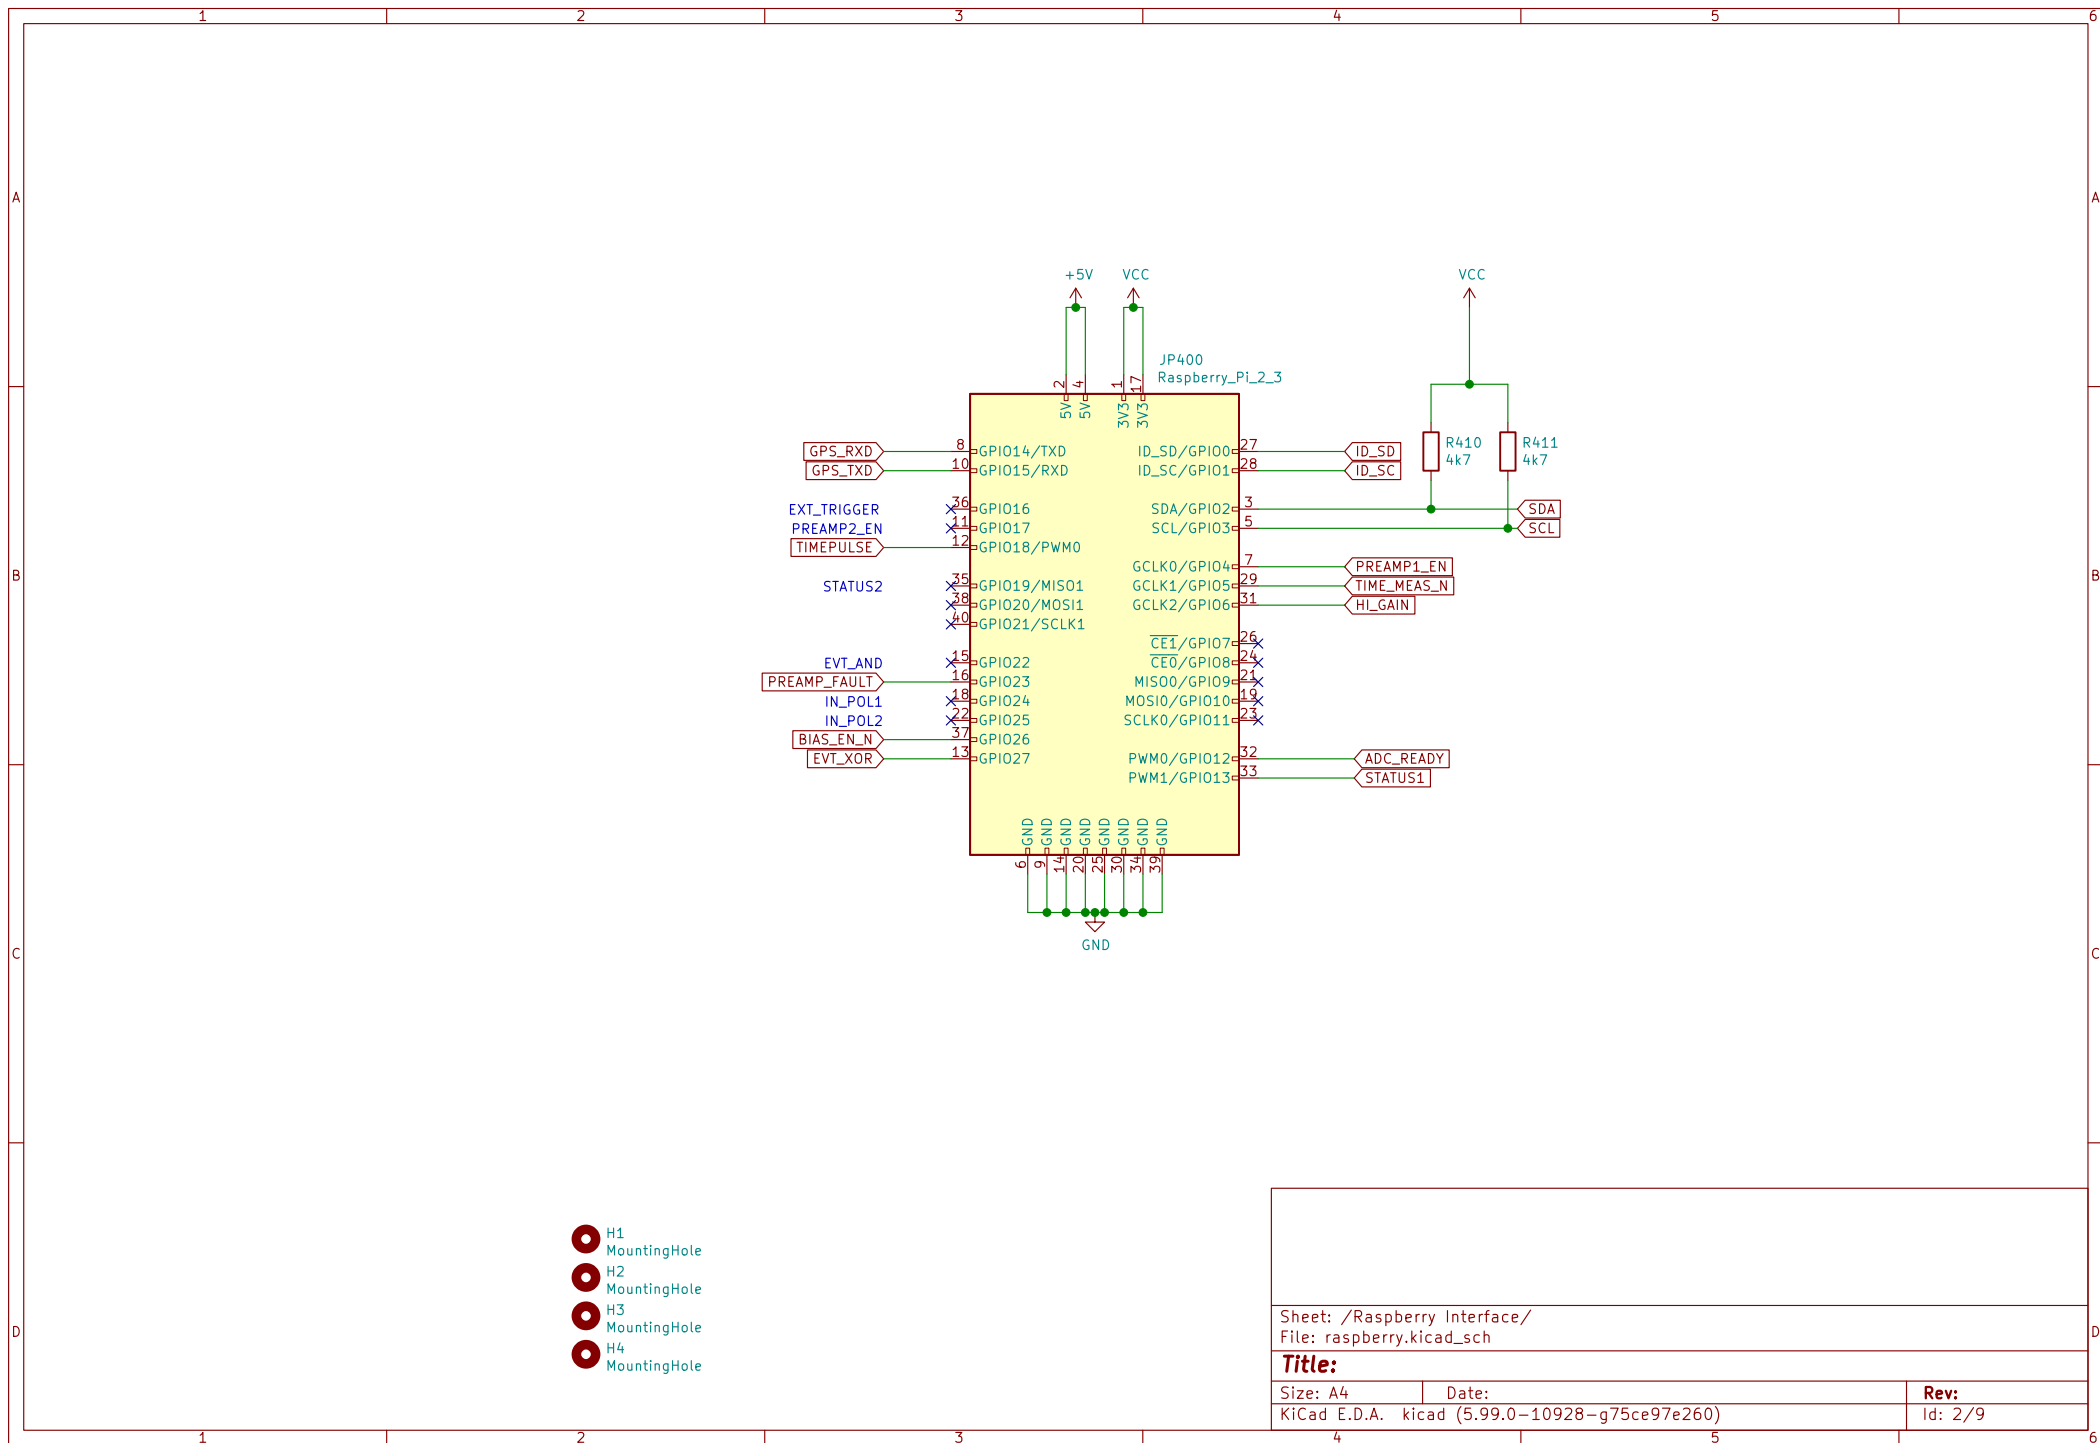 1 2 3 4 5 6
A A
+5V VCC VCC
JP400
Raspberry_Pi_2_3
2 4 1 17
5V 5V 3V3 3V3
R410
4k7
R411
4k7
GPS_RXD 8 GPIO14/TXD ID_SD/GPIO0 27 ID_SD
GPS_TXD 10 GPIO15/RXD ID_SC/GPIO1 28 ID_SC
EXT_TRIGGER 36 GPIO16 SDA/GPIO2 3 SDA
PREAMP2_EN 11 GPIO17 SCL/GPIO3 5 SCL
TIMEPULSE 12 GPIO18/PWM0
GCLK0/GPIO4 7 PREAMP1_EN
B B
STATUS2 35 GPIO19/MISO1 GCLK1/GPIO5 29 TIME_MEAS_N
38 GPIO20/MOSI1 GCLK2/GPIO6 31 HI_GAIN
40 GPIO21/SCLK1
CE1/GPIO7 26
EVT_AND 15 GPIO22 CE0/GPIO8 24
PREAMP_FAULT 16 GPIO23 MISO0/GPIO9 21
IN_POL1 18 GPIO24 MOSI0/GPIO10 19
IN_POL2 22 GPIO25 SCLK0/GPIO11 23
BIAS_EN_N 37 GPIO26
EVT_XOR 13 GPIO27 PWM0/GPIO12 32 ADC_READY
PWM1/GPIO13 33 STATUS1
GND GND GND GND GND GND GND GND
6 9 14 20 25 30 34 39
GND
C C
H1
MountingHole
H2
MountingHole
H3
MountingHole
H4
MountingHole
D D
Sheet: /Raspberry Interface/
File: raspberry.kicad_sch
Title:
Size: A4 Date: Rev:
KiCad E.D.A. kicad (5.99.0-10928-g75ce97e260) Id: 2/9
1 2 3 4 5 6